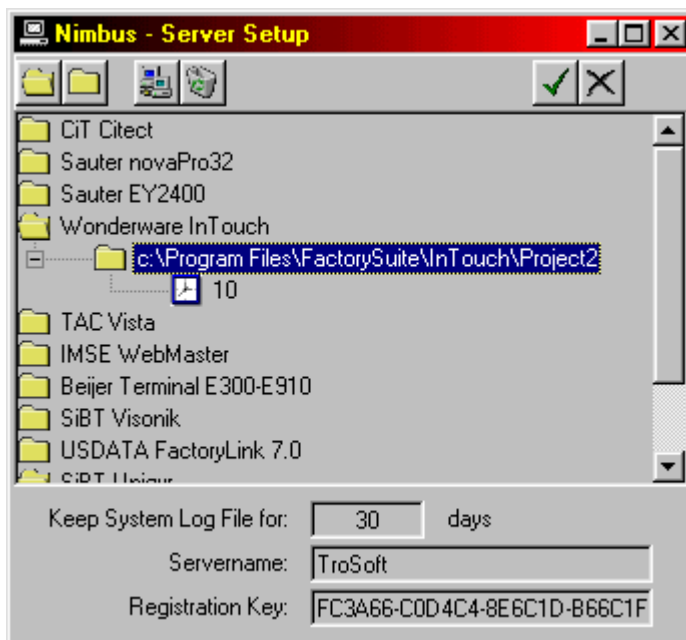 Nimbus - Server Setup
CiT Citect
Sauter novaPro32
Sauter EY2400
Wonderware InTouch
c:\Program Files\FactorySuite\InTouch\Project2
10
TAC Vista
IMSE WebMaster
Beijer Terminal E300-E910
SiBT Visonik
USDATA FactoryLink 7.0
SiBT Unigyr
Keep System Log File for: 30 days
Servername: TroSoft
Registration Key: FC3A66-C0D4C4-8E6C1D-B66C1F